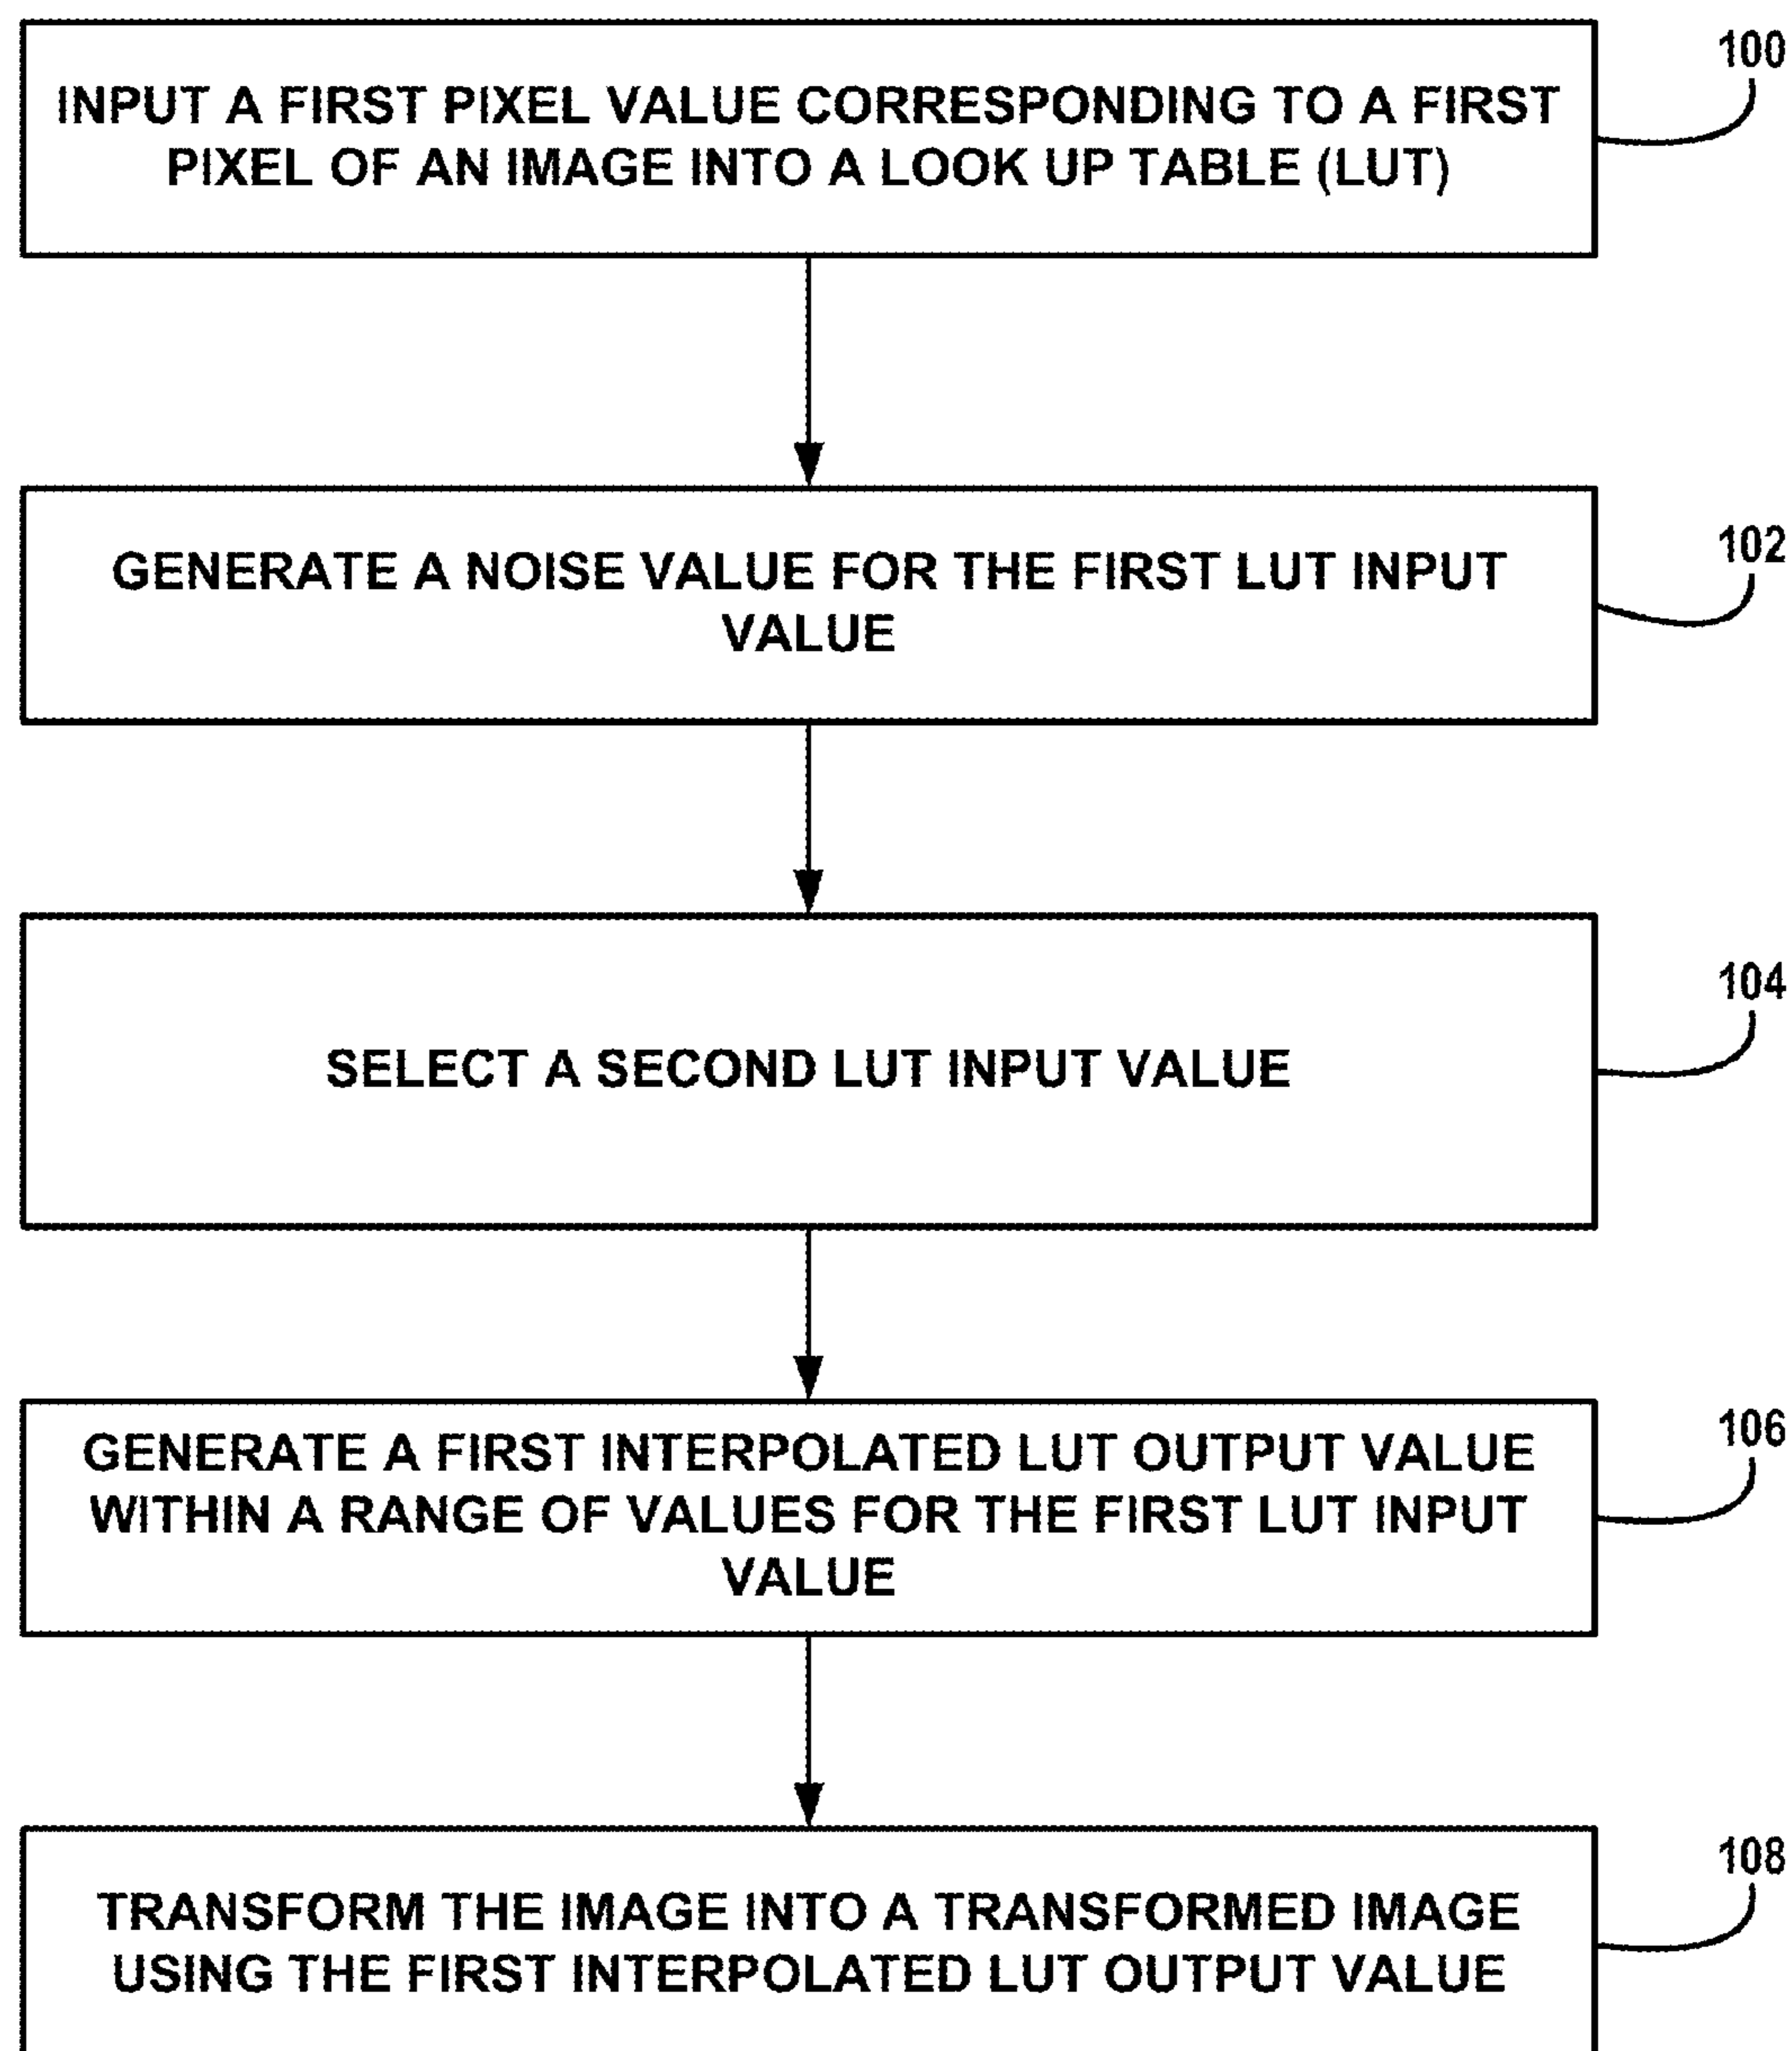 100
INPUT A FIRST PIXEL VALUE CORRESPONDING TO A FIRST
PIXEL OF AN IMAGE INTO A LOOK UP TABLE (LUT)
102
GENERATE A NOISE VALUE FOR THE FIRST LUT INPUT
VALUE
104
SELECT A SECOND LUT INPUT VALUE
106
GENERATE A FIRST INTERPOLATED LUT OUTPUT VALUE
WITHIN A RANGE OF VALUES FOR THE FIRST LUT INPUT
VALUE
108
TRANSFORM THE IMAGE INTO A TRANSFORMED IMAGE
USING THE FIRST INTERPOLATED LUT OUTPUT VALUE